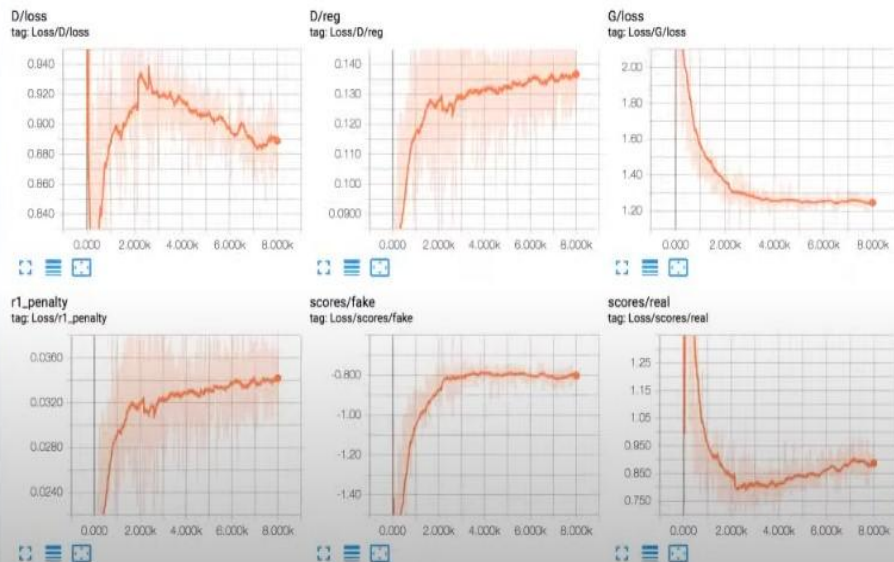 D/loss
tag: Loss/D/loss
0.940
0.920
0.900
0.880
0.860
0.840
0.000 2.000k 4.000k 6.000k 8.000k
D/reg
tag: Loss/D/reg
0.140
0.130
0.120
0.110
0.100
0.0900
0.000 2.000k 4.000k 6.000k 8.000k
G/loss
tag: Loss/G/loss
2.00
1.80
1.60
1.40
1.20
0.000 2.000k 4.000k 6.000k 8.000k
r1_penalty
tag: Loss/r1_penalty
0.0360
0.0320
0.0280
0.0240
0.000 2.000k 4.000k 6.000k 8.000k
scores/fake
tag: Loss/scores/fake
-0.800
-1.00
-1.20
-1.40
0.000 2.000k 4.000k 6.000k 8.000k
scores/real
tag: Loss/scores/real
1.25
1.15
1.05
0.950
0.850
0.750
0.000 2.000k 4.000k 6.000k 8.000k